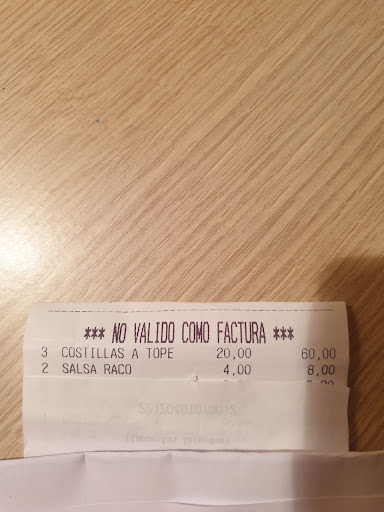 *** NO VALIDO COMO FACTURA ***
3 COSTILLAS A TOPE 20,00 60,00
2 SALSA RACO 4,00 8,00